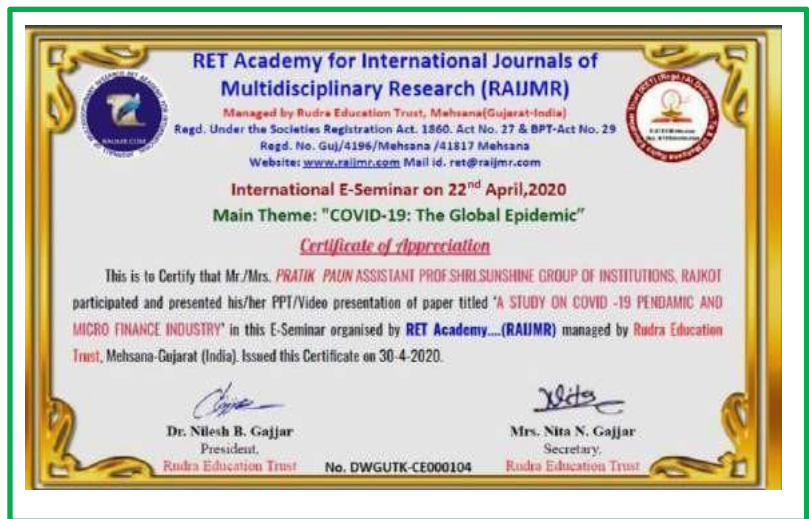 RET Academy for International Journals of
Multidisciplinary Research (RAIJMR)
Managed by Rudra Education Trust, Mehsana(Gujarat-India)
Regd. Under the Societies Registration Act. 1860. Act No. 27 & BPT-Act No. 29
Regd. No. Guj/4196/Mehsana /41817 Mehsana
Website: www.raijmr.com Mail id. ret@raijmr.com
RAIJMR.COM
International E-Seminar on 22nd April,2020
Main Theme: "COVID-19: The Global Epidemic”
Certificate of Appreciation
This is to Certify that Mr./Mrs. PRATIK PAUN ASSISTANT PROF.SHRI.SUNSHINE GROUP OF INSTITUTIONS, RAJKOT
participated and presented his/her PPT/Video presentation of paper titled 'A STUDY ON COVID -19 PENDAMIC AND
MICRO FINANCE INDUSTRY' in this E-Seminar organised by RET Academy....(RAIJMR) managed by Rudra Education
Trust, Mehsana-Gujarat (India). Issued this Certificate on 30-4-2020.
Dr. Nilesh B. Gajjar
President,
Rudra Education Trust
No. DWGUTK-CE000104
Nita
Mrs. Nita N. Gajjar
Secretary,
Rudra Education Trust